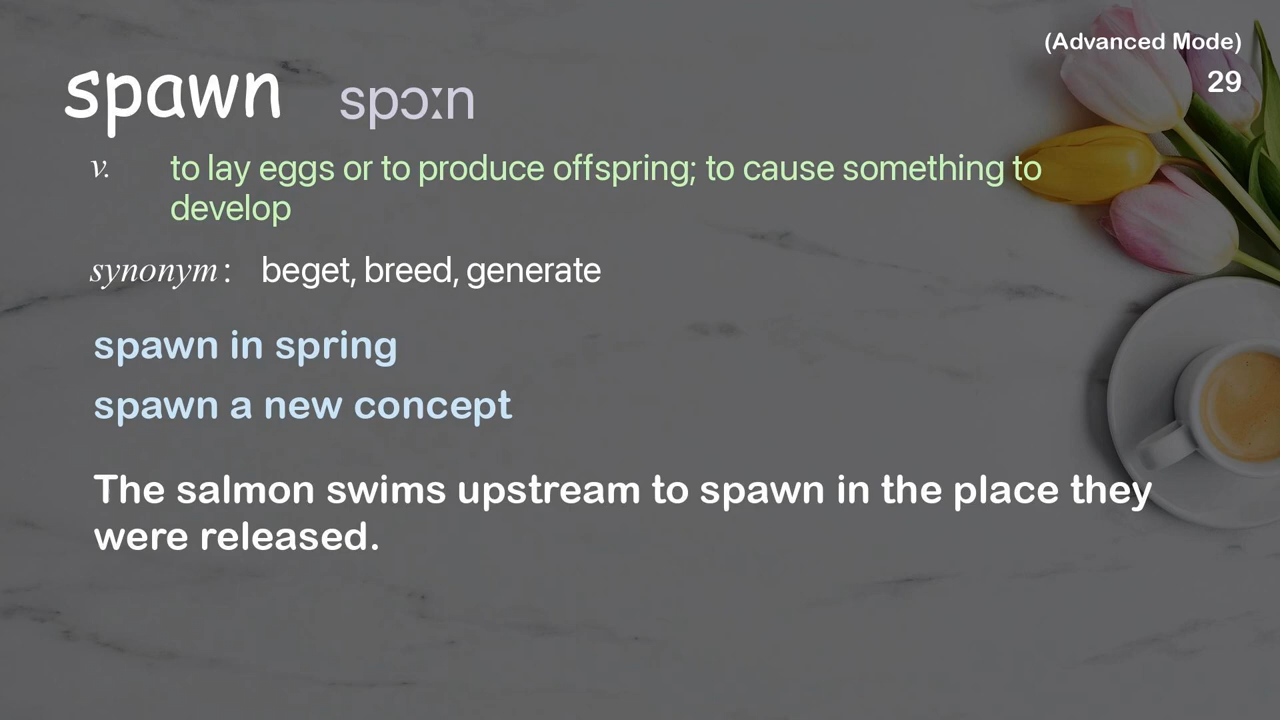 (Advanced Mode)
spawn spɔːn
29
v. to lay eggs or to produce offspring; to cause something to
develop
synonym : beget, breed, generate
spawn in spring
spawn a new concept
The salmon swims upstream to spawn in the place they
were released.